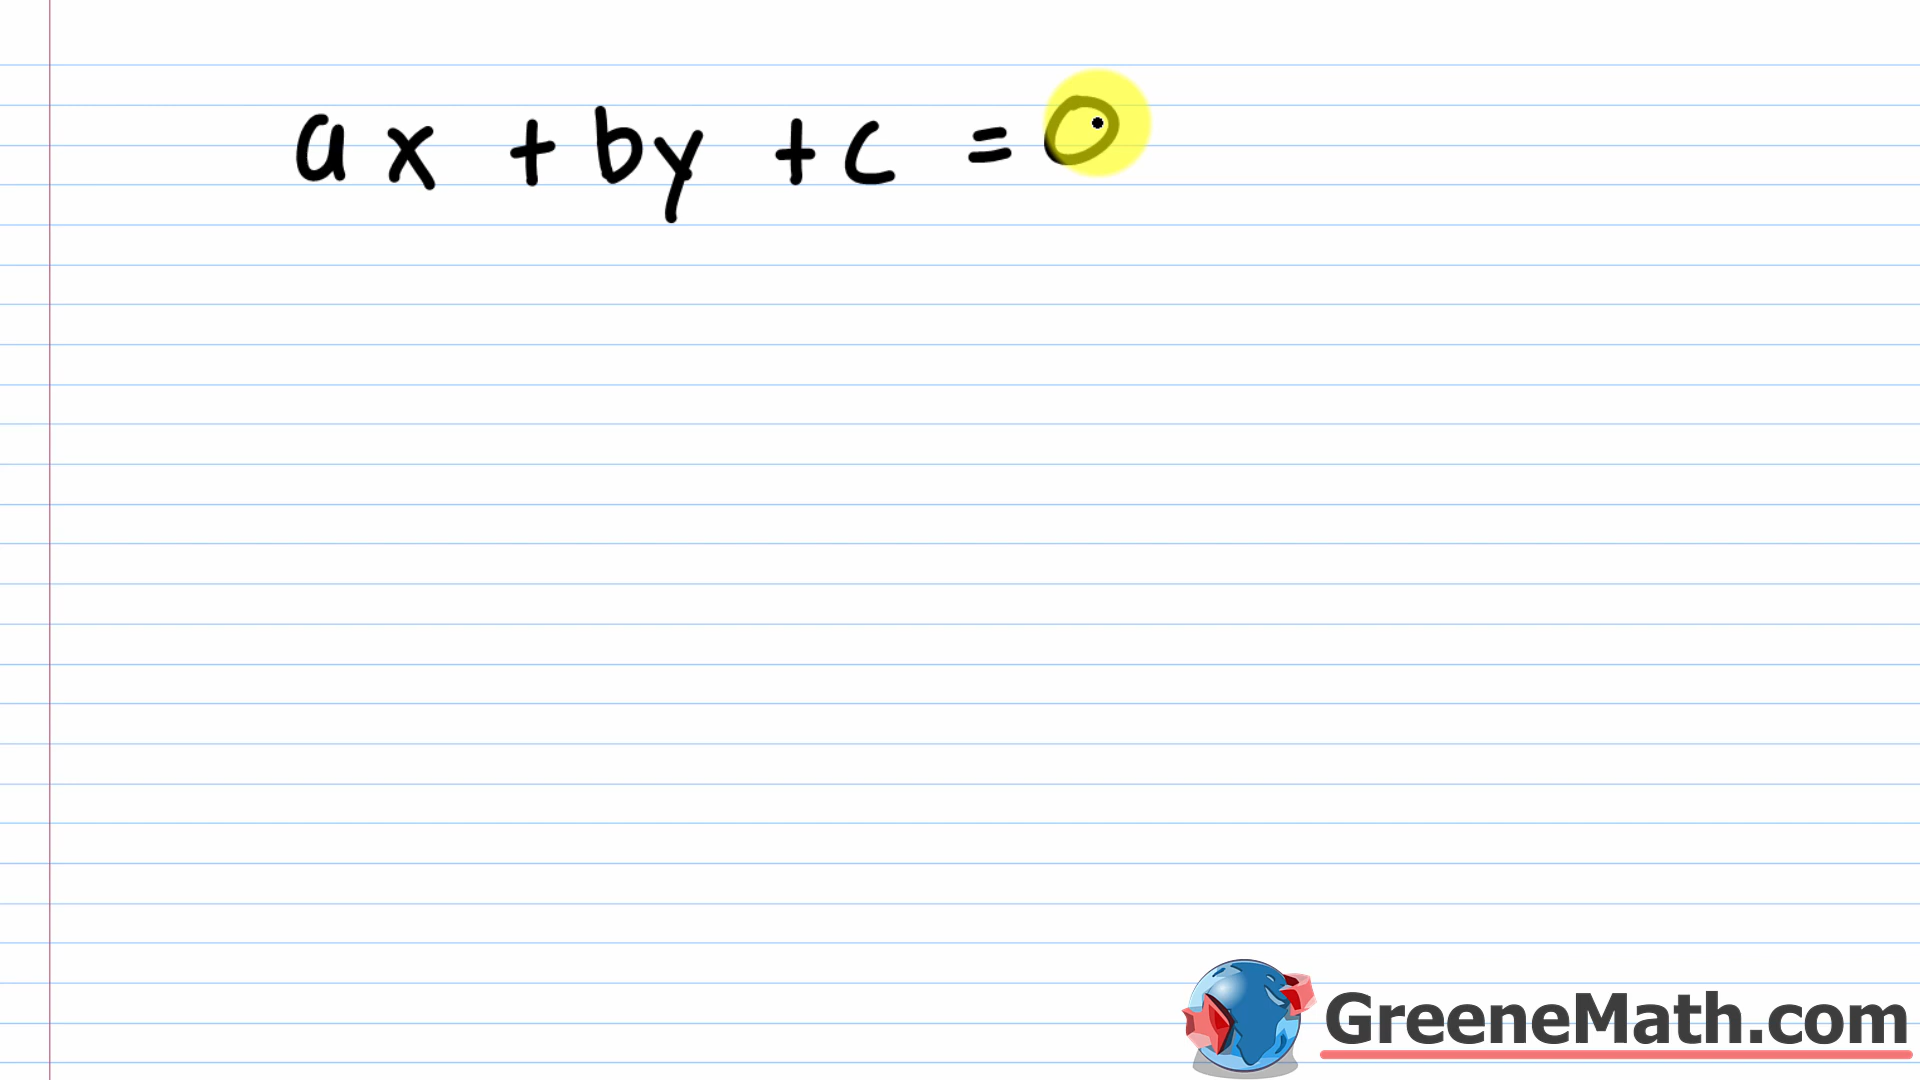 ax + by + c = 0
GreeneMath.com